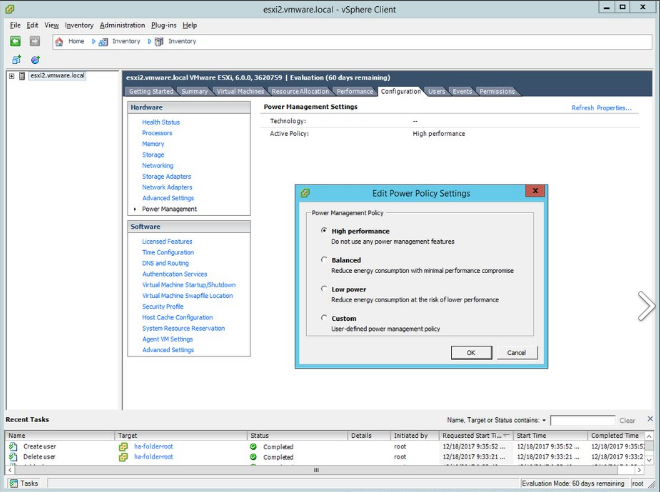 esxi2.vmware.local - vSphere Client
File Edit View Inventory Administration Plug-ins Help
Home Inventory Inventory
esxi2.vmware.local
esxi2.vmware.local VMware ESXi, 6.0.0, 3620759 | Evaluation (60 days remaining)
Getting Started Summary Virtual Machines Resource Allocation Performance Configuration Users Events Permissions
Hardware
Health Status
Processors
Memory
Storage
Networking
Storage Adapters
Network Adapters
Advanced Settings
Power Management
Software
Licensed Features
Time Configuration
DNS and Routing
Authentication Services
Virtual Machine Startup/Shutdown
Virtual Machine Swapfile Location
Security Profile
Host Cache Configuration
System Resource Reservation
Agent VM Settings
Advanced Settings
Power Management Settings Refresh Properties...
Technology: --
Active Policy: High performance
Edit Power Policy Settings
Power Management Policy
High performance
Do not use any power management features
Balanced
Reduce energy consumption with minimal performance compromise
Low power
Reduce energy consumption at the risk of lower performance
Custom
User-defined power management policy
OK Cancel
Recent Tasks Name, Target or Status contains: Clear
Name Target Status Details Initiated by Requested Start Ti... Start Time Completed Time
Create user ha-folder-root Completed root 12/18/2017 9:35:52 ... 12/18/2017 9:35:52 ... 12/18/2017 9:35:5
Delete user ha-folder-root Completed root 12/18/2017 9:33:21 ... 12/18/2017 9:33:21 ... 12/18/2017 9:33:2
Tasks Evaluation Mode: 60 days remaining root